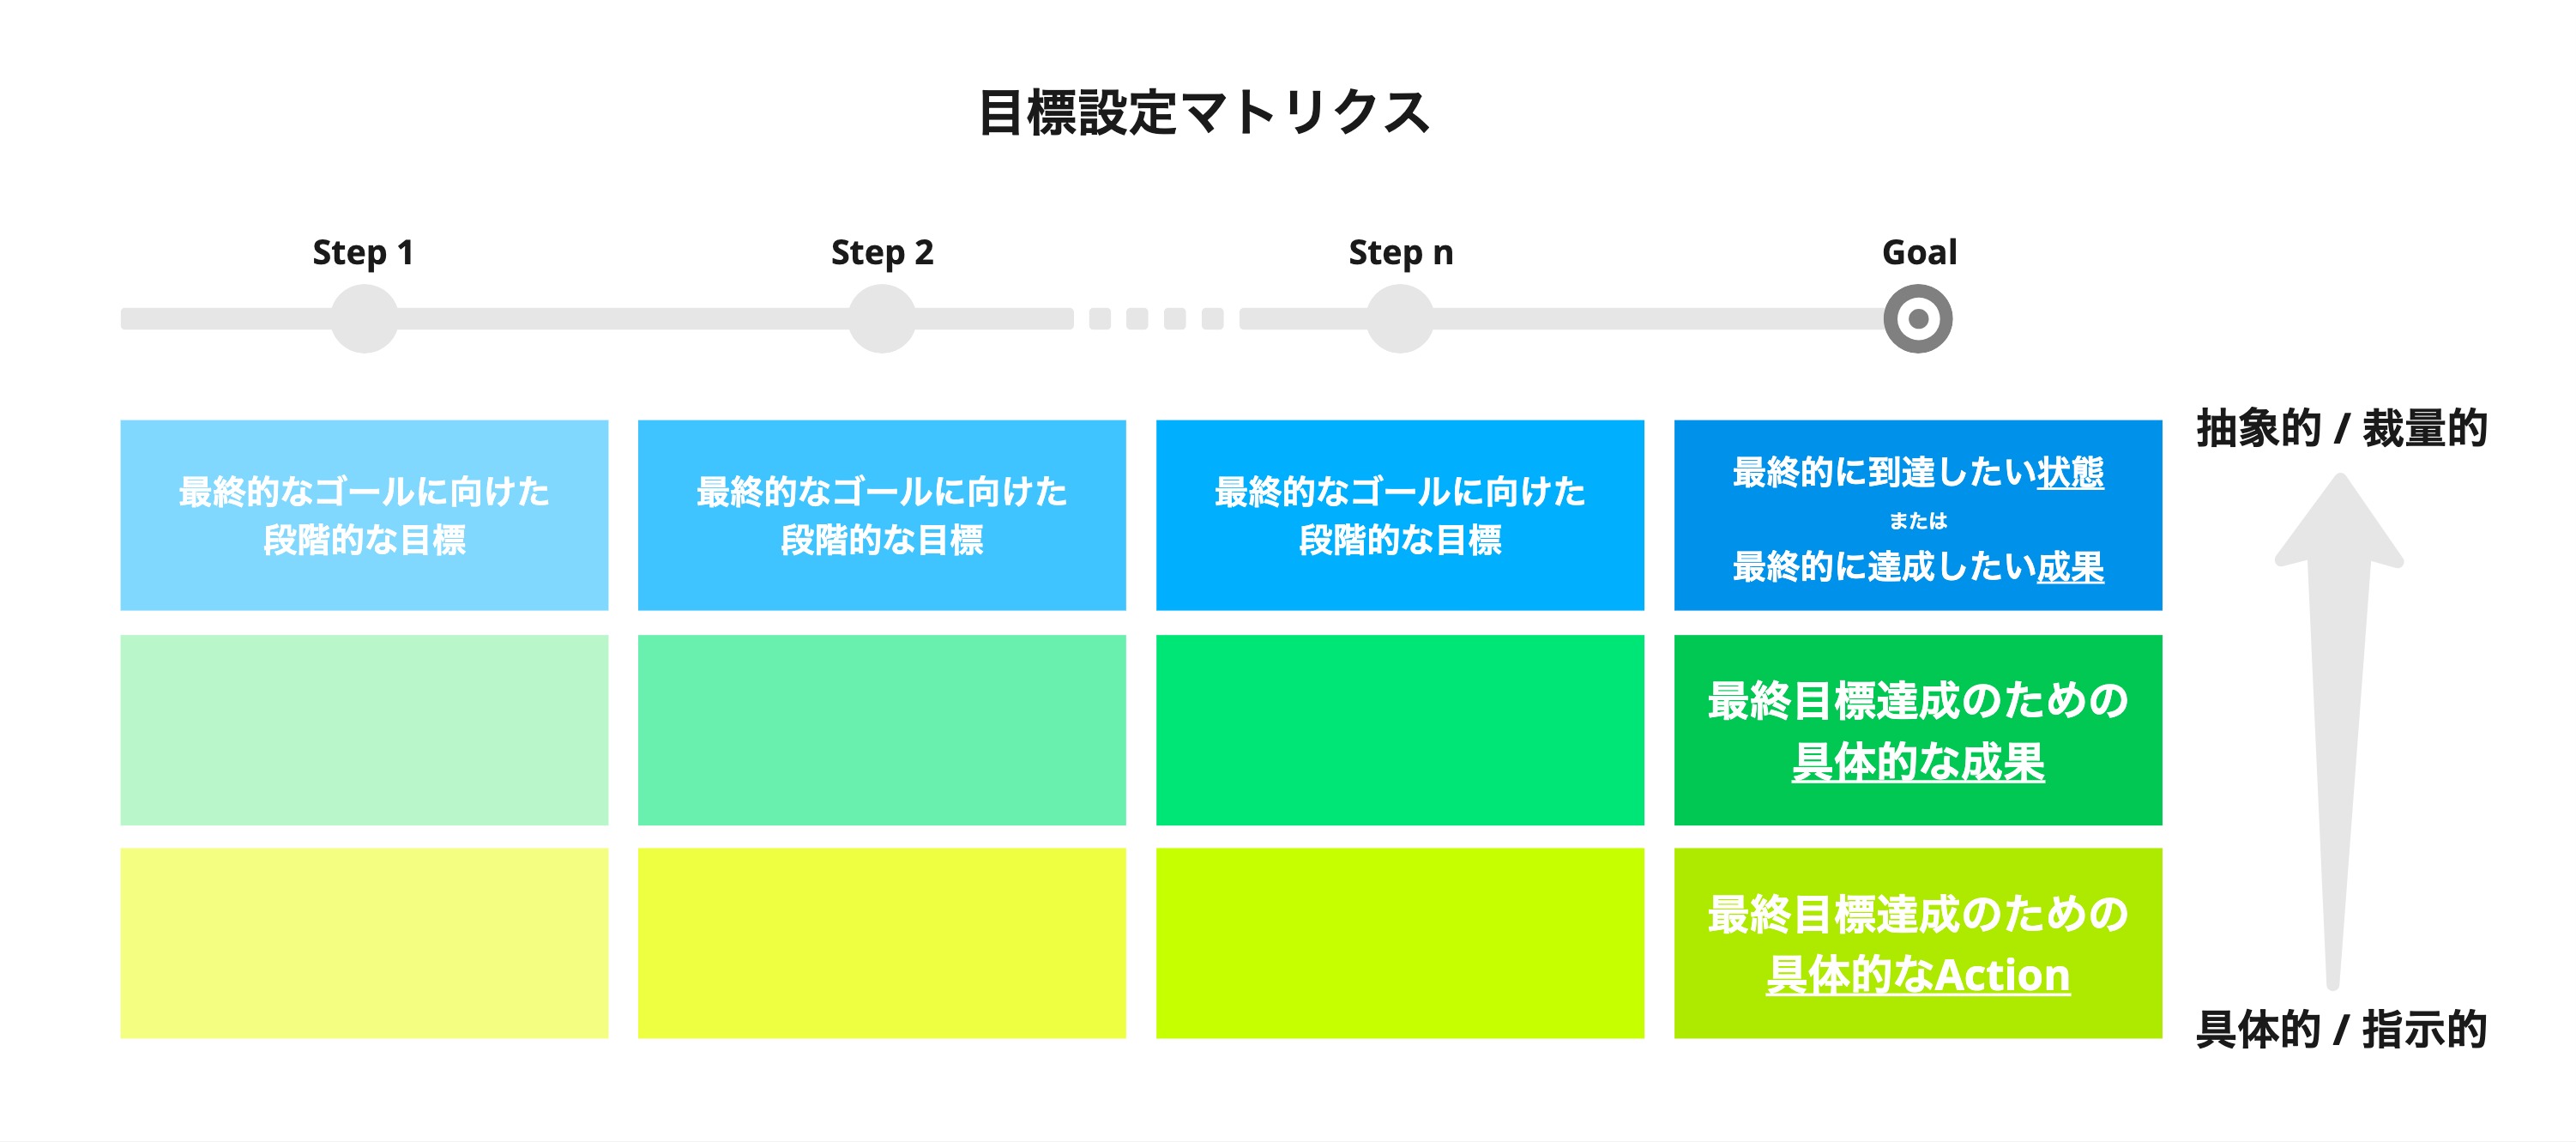 目標設定マトリクス
Step 1
Step 2
Step n
Goal
抽象的 / 裁量的
最終的なゴールに向けた
段階的な目標
最終的なゴールに向けた
段階的な目標
最終的なゴールに向けた
段階的な目標
最終的に到達したい状態
または
最終的に達成したい成果
最終目標達成のための
具体的な成果
最終目標達成のための
具体的なAction
具体的 / 指示的